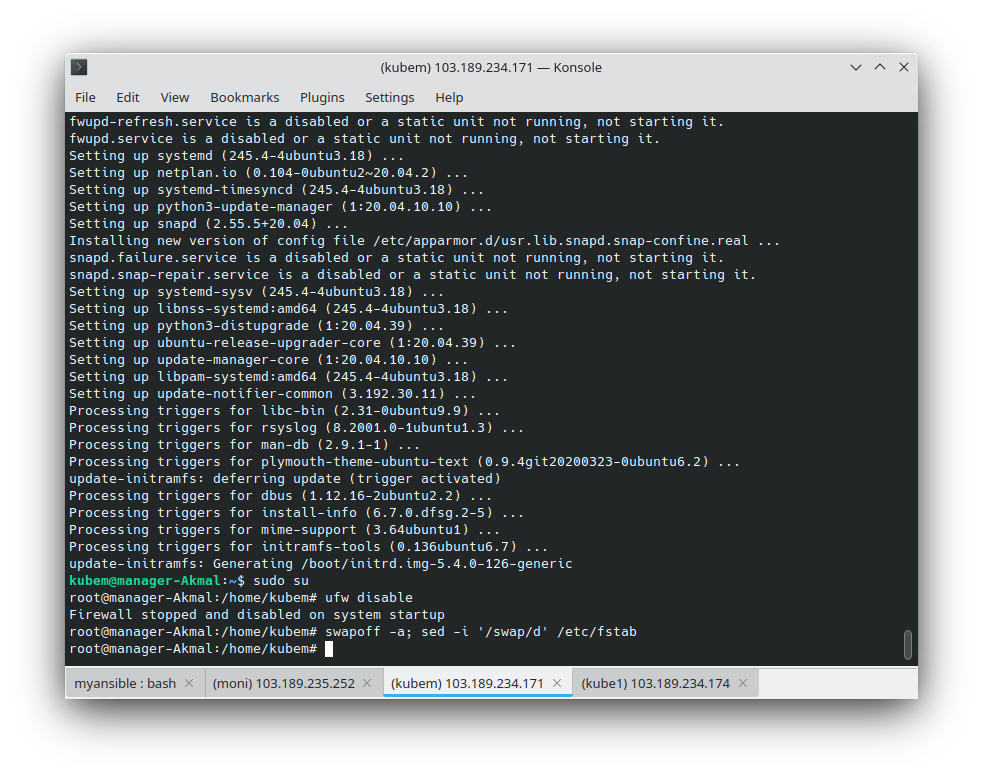 (kubem) 103.189.234.171 — Konsole
File Edit View Bookmarks Plugins Settings Help
fwupd-refresh.service is a disabled or a static unit not running, not starting it.
fwupd.service is a disabled or a static unit not running, not starting it.
Setting up systemd (245.4-4ubuntu3.18) ...
Setting up netplan.io (0.104-0ubuntu2~20.04.2) ...
Setting up systemd-timesyncd (245.4-4ubuntu3.18) ...
Setting up python3-update-manager (1:20.04.10.10) ...
Setting up snapd (2.55.5+20.04) ...
Installing new version of config file /etc/apparmor.d/usr.lib.snapd.snap-confine.real ...
snapd.failure.service is a disabled or a static unit not running, not starting it.
snapd.snap-repair.service is a disabled or a static unit not running, not starting it.
Setting up systemd-sysv (245.4-4ubuntu3.18) ...
Setting up libnss-systemd:amd64 (245.4-4ubuntu3.18) ...
Setting up python3-distupgrade (1:20.04.39) ...
Setting up ubuntu-release-upgrader-core (1:20.04.39) ...
Setting up update-manager-core (1:20.04.10.10) ...
Setting up libpam-systemd:amd64 (245.4-4ubuntu3.18) ...
Setting up update-notifier-common (3.192.30.11) ...
Processing triggers for libc-bin (2.31-0ubuntu9.9) ...
Processing triggers for rsyslog (8.2001.0-1ubuntu1.3) ...
Processing triggers for man-db (2.9.1-1) ...
Processing triggers for plymouth-theme-ubuntu-text (0.9.4git20200323-0ubuntu6.2) ...
update-initramfs: deferring update (trigger activated)
Processing triggers for dbus (1.12.16-2ubuntu2.2) ...
Processing triggers for install-info (6.7.0.dfsg.2-5) ...
Processing triggers for mime-support (3.64ubuntu1) ...
Processing triggers for initramfs-tools (0.136ubuntu6.7) ...
update-initramfs: Generating /boot/initrd.img-5.4.0-126-generic
kubem@manager-Akmal:~$ sudo su
root@manager-Akmal:/home/kubem# ufw disable
Firewall stopped and disabled on system startup
root@manager-Akmal:/home/kubem# swapoff -a; sed -i '/swap/d' /etc/fstab
root@manager-Akmal:/home/kubem#
myansible : bash (moni) 103.189.235.252 (kubem) 103.189.234.171 (kube1) 103.189.234.174